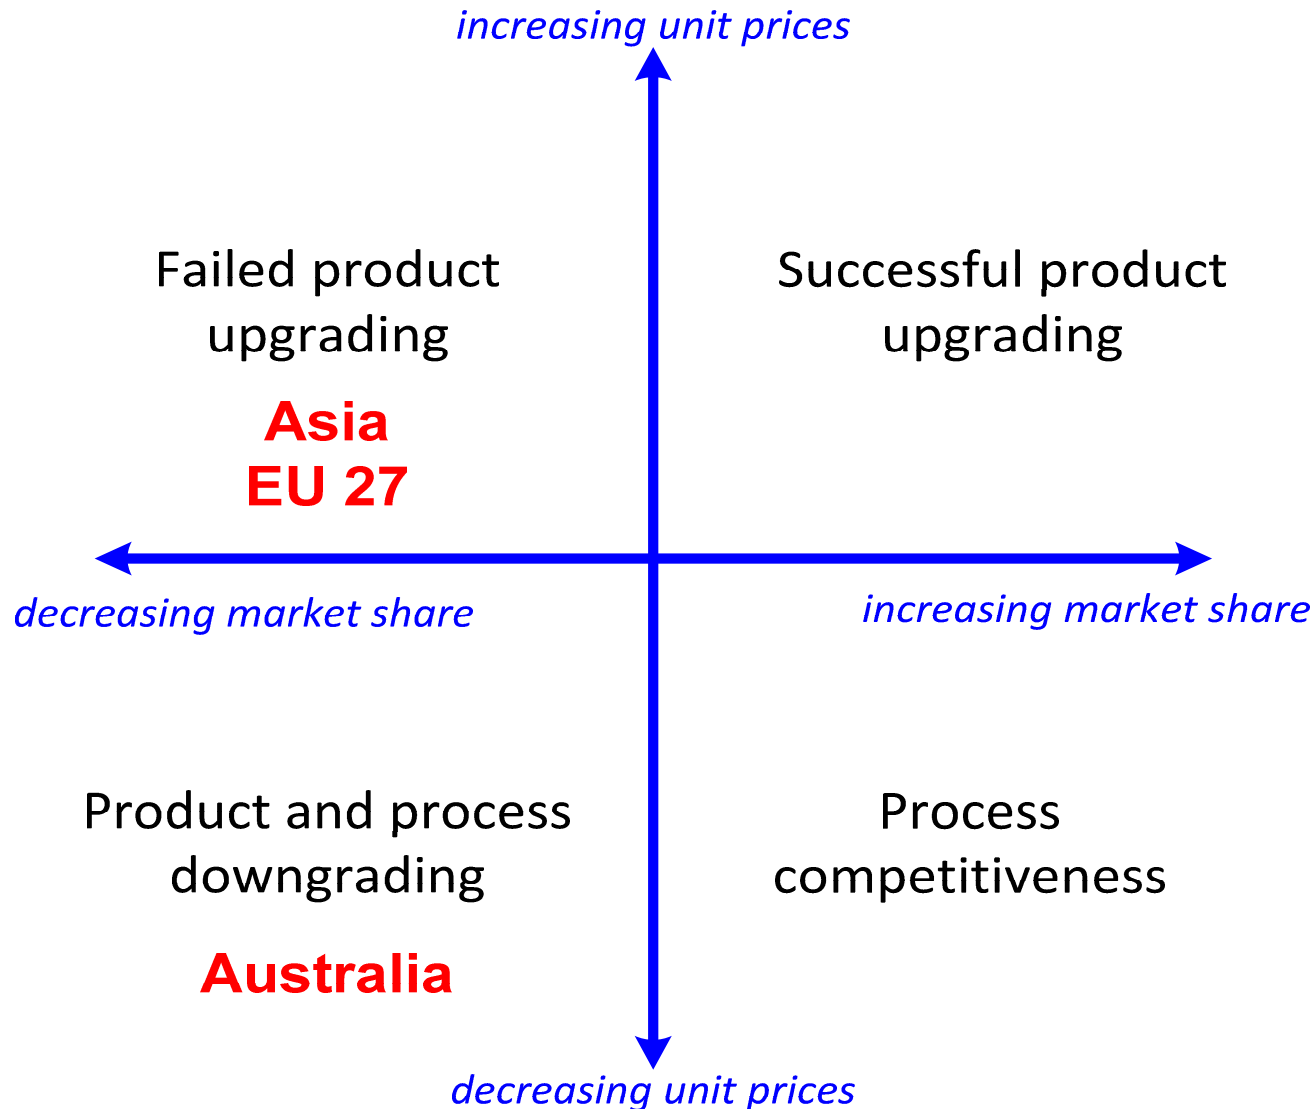 increasing unit prices
Failed product
upgrading
Asia
EU 27
Successful product
upgrading
decreasing market share
increasing market share
Product and process
downgrading
Australia
Process
competitiveness
decreasing unit prices